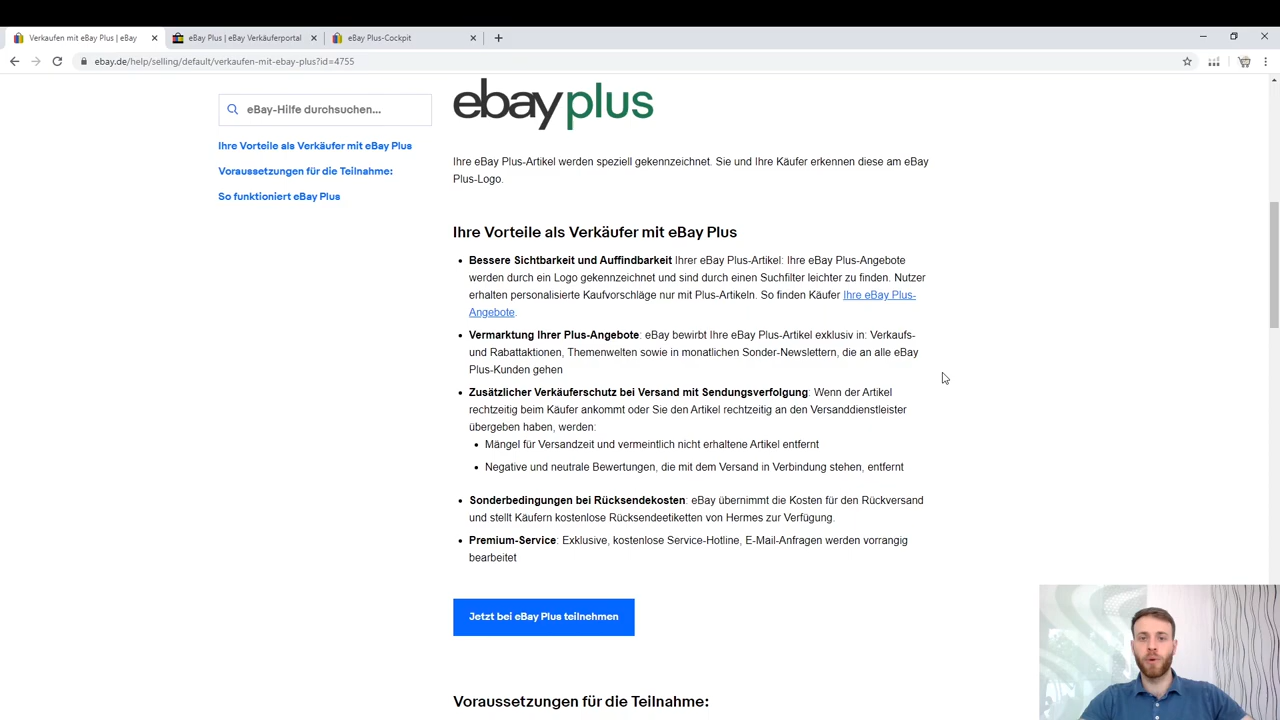 Verkaufen mit eBay Plus | eBay
eBay Plus | eBay Verkäuferportal
eBay Plus-Cockpit
ebay.de/help/selling/default/verkaufen-mit-ebay-plus?id=4755
eBay-Hilfe durchsuchen...
Ihre Vorteile als Verkäufer mit eBay Plus
Voraussetzungen für die Teilnahme:
So funktioniert eBay Plus
ebay plus
Ihre eBay Plus-Artikel werden speziell gekennzeichnet. Sie und Ihre Käufer erkennen diese am eBay
Plus-Logo.
Ihre Vorteile als Verkäufer mit eBay Plus
• Bessere Sichtbarkeit und Auffindbarkeit Ihrer eBay Plus-Artikel: Ihre eBay Plus-Angebote
werden durch ein Logo gekennzeichnet und sind durch einen Suchfilter leichter zu finden. Nutzer
erhalten personalisierte Kaufvorschläge nur mit Plus-Artikeln. So finden Käufer Ihre eBay Plus-
Angebote.
• Vermarktung Ihrer Plus-Angebote: eBay bewirbt Ihre eBay Plus-Artikel exklusiv in: Verkaufs-
und Rabattaktionen, Themenwelten sowie in monatlichen Sonder-Newslettern, die an alle eBay
Plus-Kunden gehen
• Zusätzlicher Verkäuferschutz bei Versand mit Sendungsverfolgung: Wenn der Artikel
rechtzeitig beim Käufer ankommt oder Sie den Artikel rechtzeitig an den Versanddienstleister
übergeben haben, werden:
• Mängel für Versandzeit und vermeintlich nicht erhaltene Artikel entfernt
• Negative und neutrale Bewertungen, die mit dem Versand in Verbindung stehen, entfernt
• Sonderbedingungen bei Rücksendekosten: eBay übernimmt die Kosten für den Rückversand
und stellt Käufern kostenlose Rücksendeetiketten von Hermes zur Verfügung.
• Premium-Service: Exklusive, kostenlose Service-Hotline, E-Mail-Anfragen werden vorrangig
bearbeitet
Jetzt bei eBay Plus teilnehmen
Voraussetzungen für die Teilnahme: